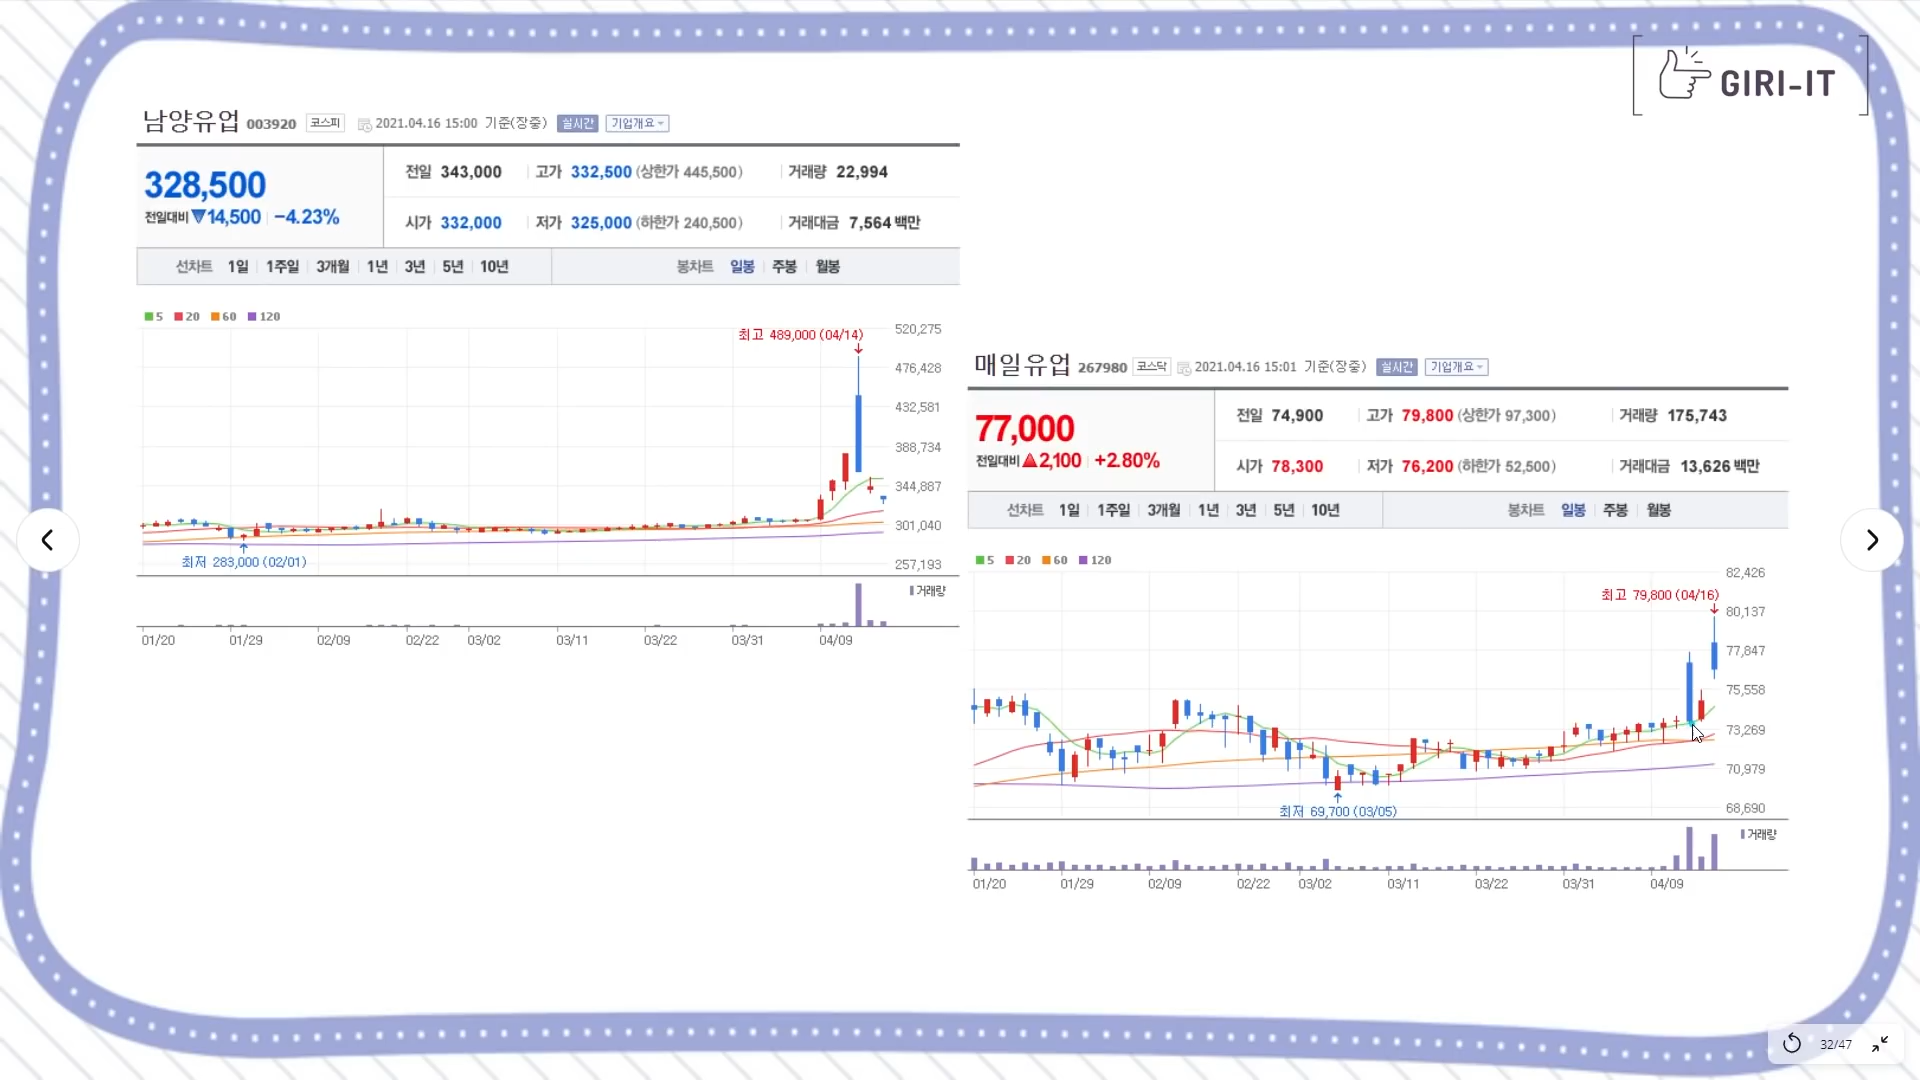 GIRI-IT
남양유업 003920 코스피 2021.04.16 15:00 기준(장중) 실시간 기업개요
328,500
전일대비 ▼14,500 -4.23%
전일 343,000 고가 332,500 (상한가 445,500) 거래량 22,994
시가 332,000 저가 325,000 (하한가 240,500) 거래대금 7,564 백만
선차트 1일 1주일 3개월 1년 3년 5년 10년 봉차트 일봉 주봉 월봉
5 20 60 120
최고 489,000 (04/14)
520,275
476,428
432,581
388,734
344,887
301,040
257,193
최저 283,000 (02/01)
거래량
01/20 01/29 02/09 02/22 03/02 03/11 03/22 03/31 04/09
매일유업 267980 코스닥 2021.04.16 15:01 기준(장중) 실시간 기업개요
77,000
전일대비 ▲2,100 +2.80%
전일 74,900 고가 79,800 (상한가 97,300) 거래량 175,743
시가 78,300 저가 76,200 (하한가 52,500) 거래대금 13,626 백만
선차트 1일 1주일 3개월 1년 3년 5년 10년 봉차트 일봉 주봉 월봉
5 20 60 120
최고 79,800 (04/16)
82,426
80,137
77,847
75,558
73,269
70,979
68,690
최저 69,700 (03/05)
거래량
01/20 01/29 02/09 02/22 03/02 03/11 03/22 03/31 04/09
32/47